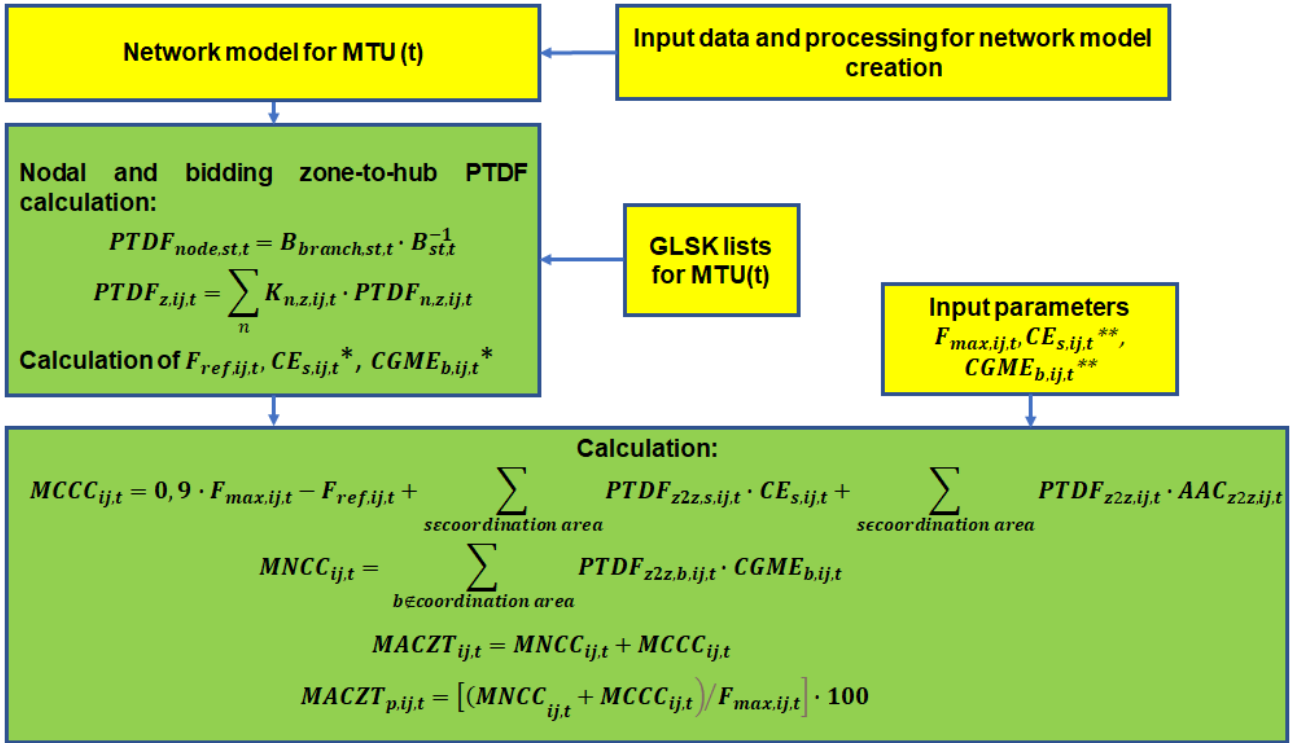 Network model for MTU (t)
Input data and processing for network model
creation
Nodal and bidding zone-to-hub PTDF
calculation:
PTDF_{node,st,t} = B_{branch,st,t} · B_{st,t}^{-1}
PTDF_{z,ij,t} = ∑_{n} K_{n,z,ij,t} · PTDF_{n,z,ij,t}
Calculation of F_{ref,ij,t}, CE_{s,ij,t}*, CGME_{b,ij,t}*
GLSK lists
for MTU(t)
Input parameters
F_{max,ij,t}, CE_{s,ij,t}**,
CGME_{b,ij,t}**
Calculation:
MCCC_{ij,t} = 0,9 · F_{max,ij,t} − F_{ref,ij,t} + ∑_{sεcoordination area} PTDF_{z2z,s,ij,t} · CE_{s,ij,t} + ∑_{sϵcoordination area} PTDF_{z2z,ij,t} · AAC_{z2z,ij,t}
MNCC_{ij,t} = ∑_{b∉coordination area} PTDF_{z2z,b,ij,t} · CGME_{b,ij,t}
MACZT_{ij,t} = MNCC_{ij,t} + MCCC_{ij,t}
MACZT_{p,ij,t} = [(MNCC_{ij,t} + MCCC_{ij,t})/F_{max,ij,t}] · 100